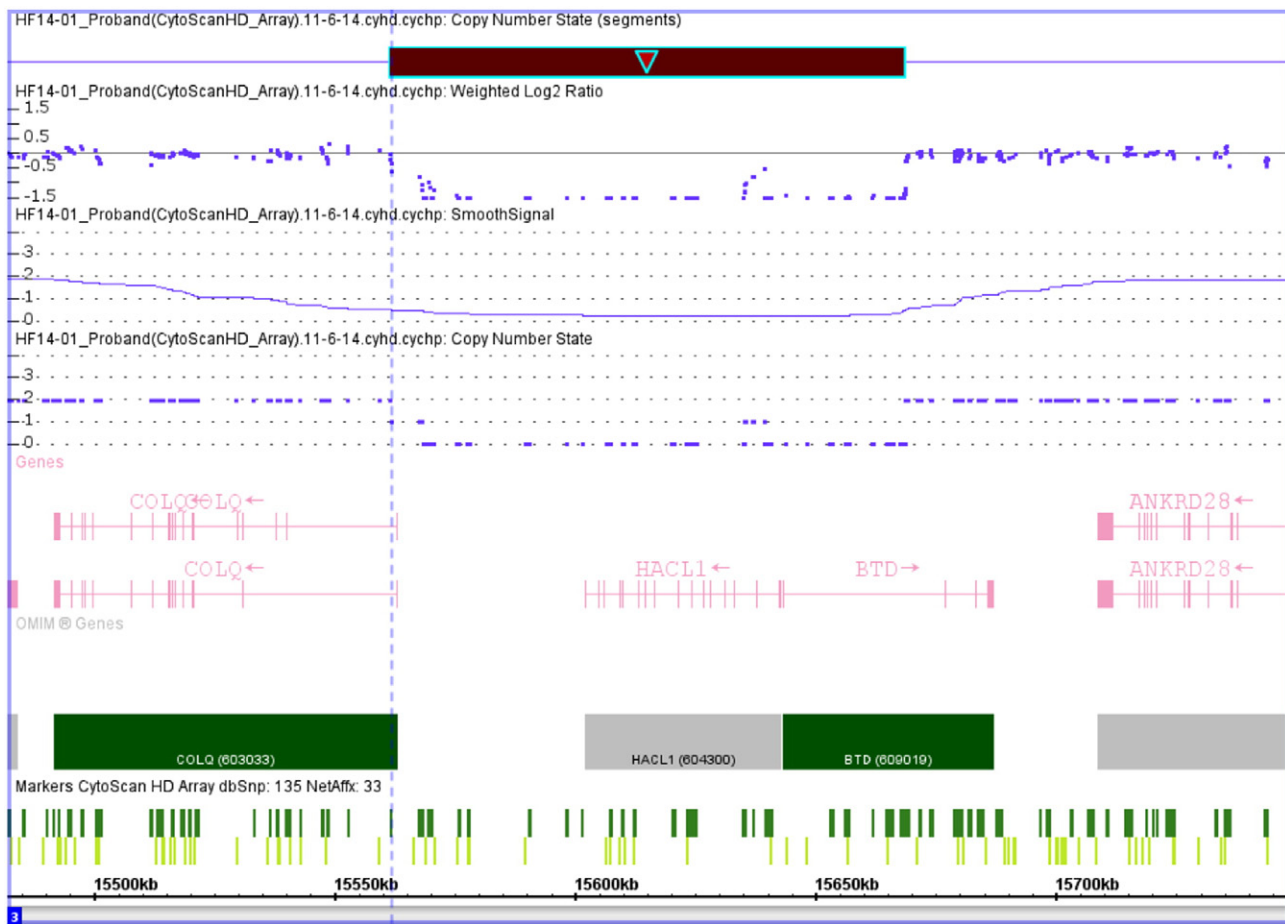 HF14-01_Proband(CytoScanHD_Array).11-6-14.cyhd.cychp: Copy Number State (segments)
HF14-01_Proband(CytoScanHD_Array).11-6-14.cyhd.cychp: Weighted Log2 Ratio
1.5
0.5
-0.5
-1.5
HF14-01_Proband(CytoScanHD_Array).11-6-14.cyhd.cychp: SmoothSignal
3
2
1
0
HF14-01_Proband(CytoScanHD_Array).11-6-14.cyhd.cychp: Copy Number State
3
2
1
0
Genes
COLQ← COLQ← ANKRD28←
COLQ← HACL1← BTD→ ANKRD28←
OMIM ® Genes
COLQ (603033) HACL1 (604300) BTD (609019)
Markers CytoScan HD Array dbSnp: 135 NetAffx: 33
15500kb 15550kb 15600kb 15650kb 15700kb
3